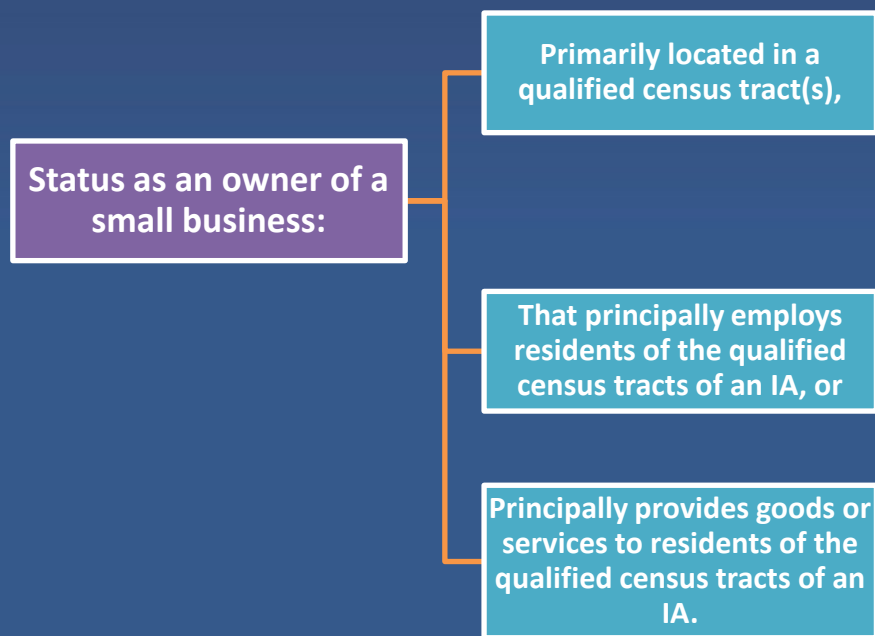 Status as an owner of a
small business:
Primarily located in a
qualified census tract(s),
That principally employs
residents of the qualified
census tracts of an IA, or
Principally provides goods or
services to residents of the
qualified census tracts of an
IA.